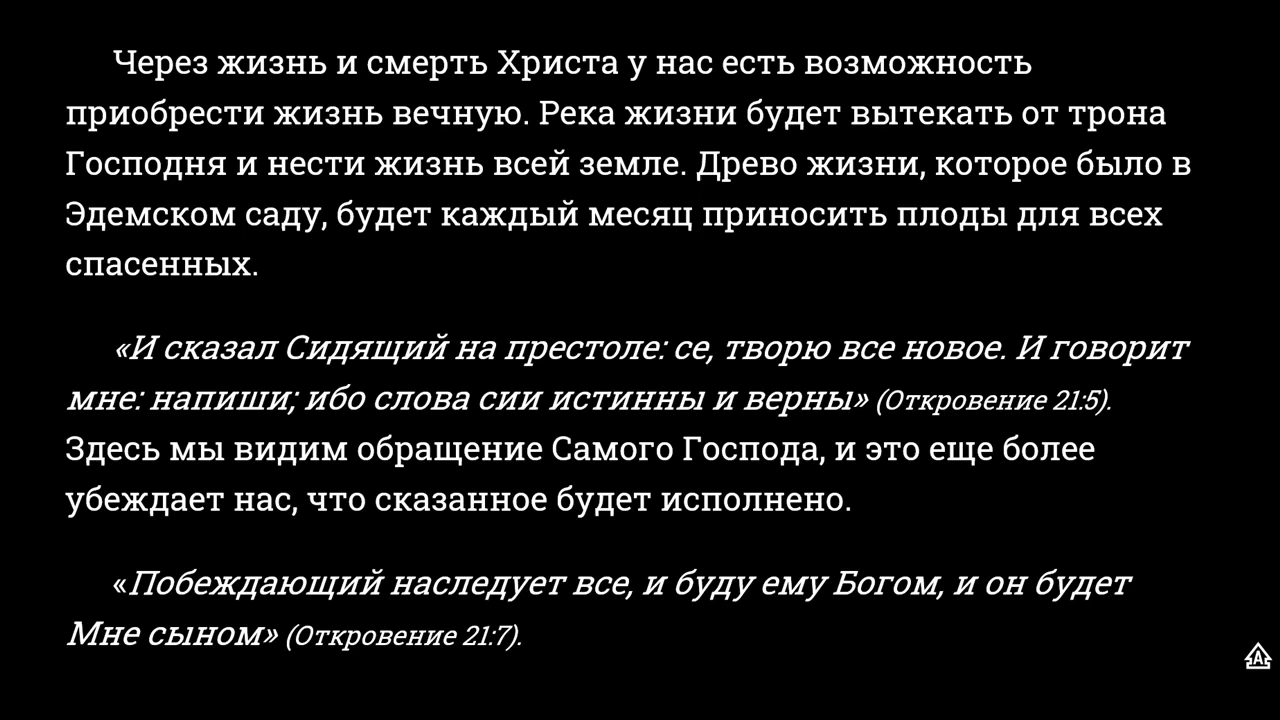 Через жизнь и смерть Христа у нас есть возможность
приобрести жизнь вечную. Река жизни будет вытекать от трона
Господня и нести жизнь всей земле. Древо жизни, которое было в
Эдемском саду, будет каждый месяц приносить плоды для всех
спасенных.
«И сказал Сидящий на престоле: се, творю все новое. И говорит
мне: напиши; ибо слова сии истинны и верны» (Откровение 21:5).
Здесь мы видим обращение Самого Господа, и это еще более
убеждает нас, что сказанное будет исполнено.
«Побеждающий наследует все, и буду ему Богом, и он будет
Мне сыном» (Откровение 21:7).
A